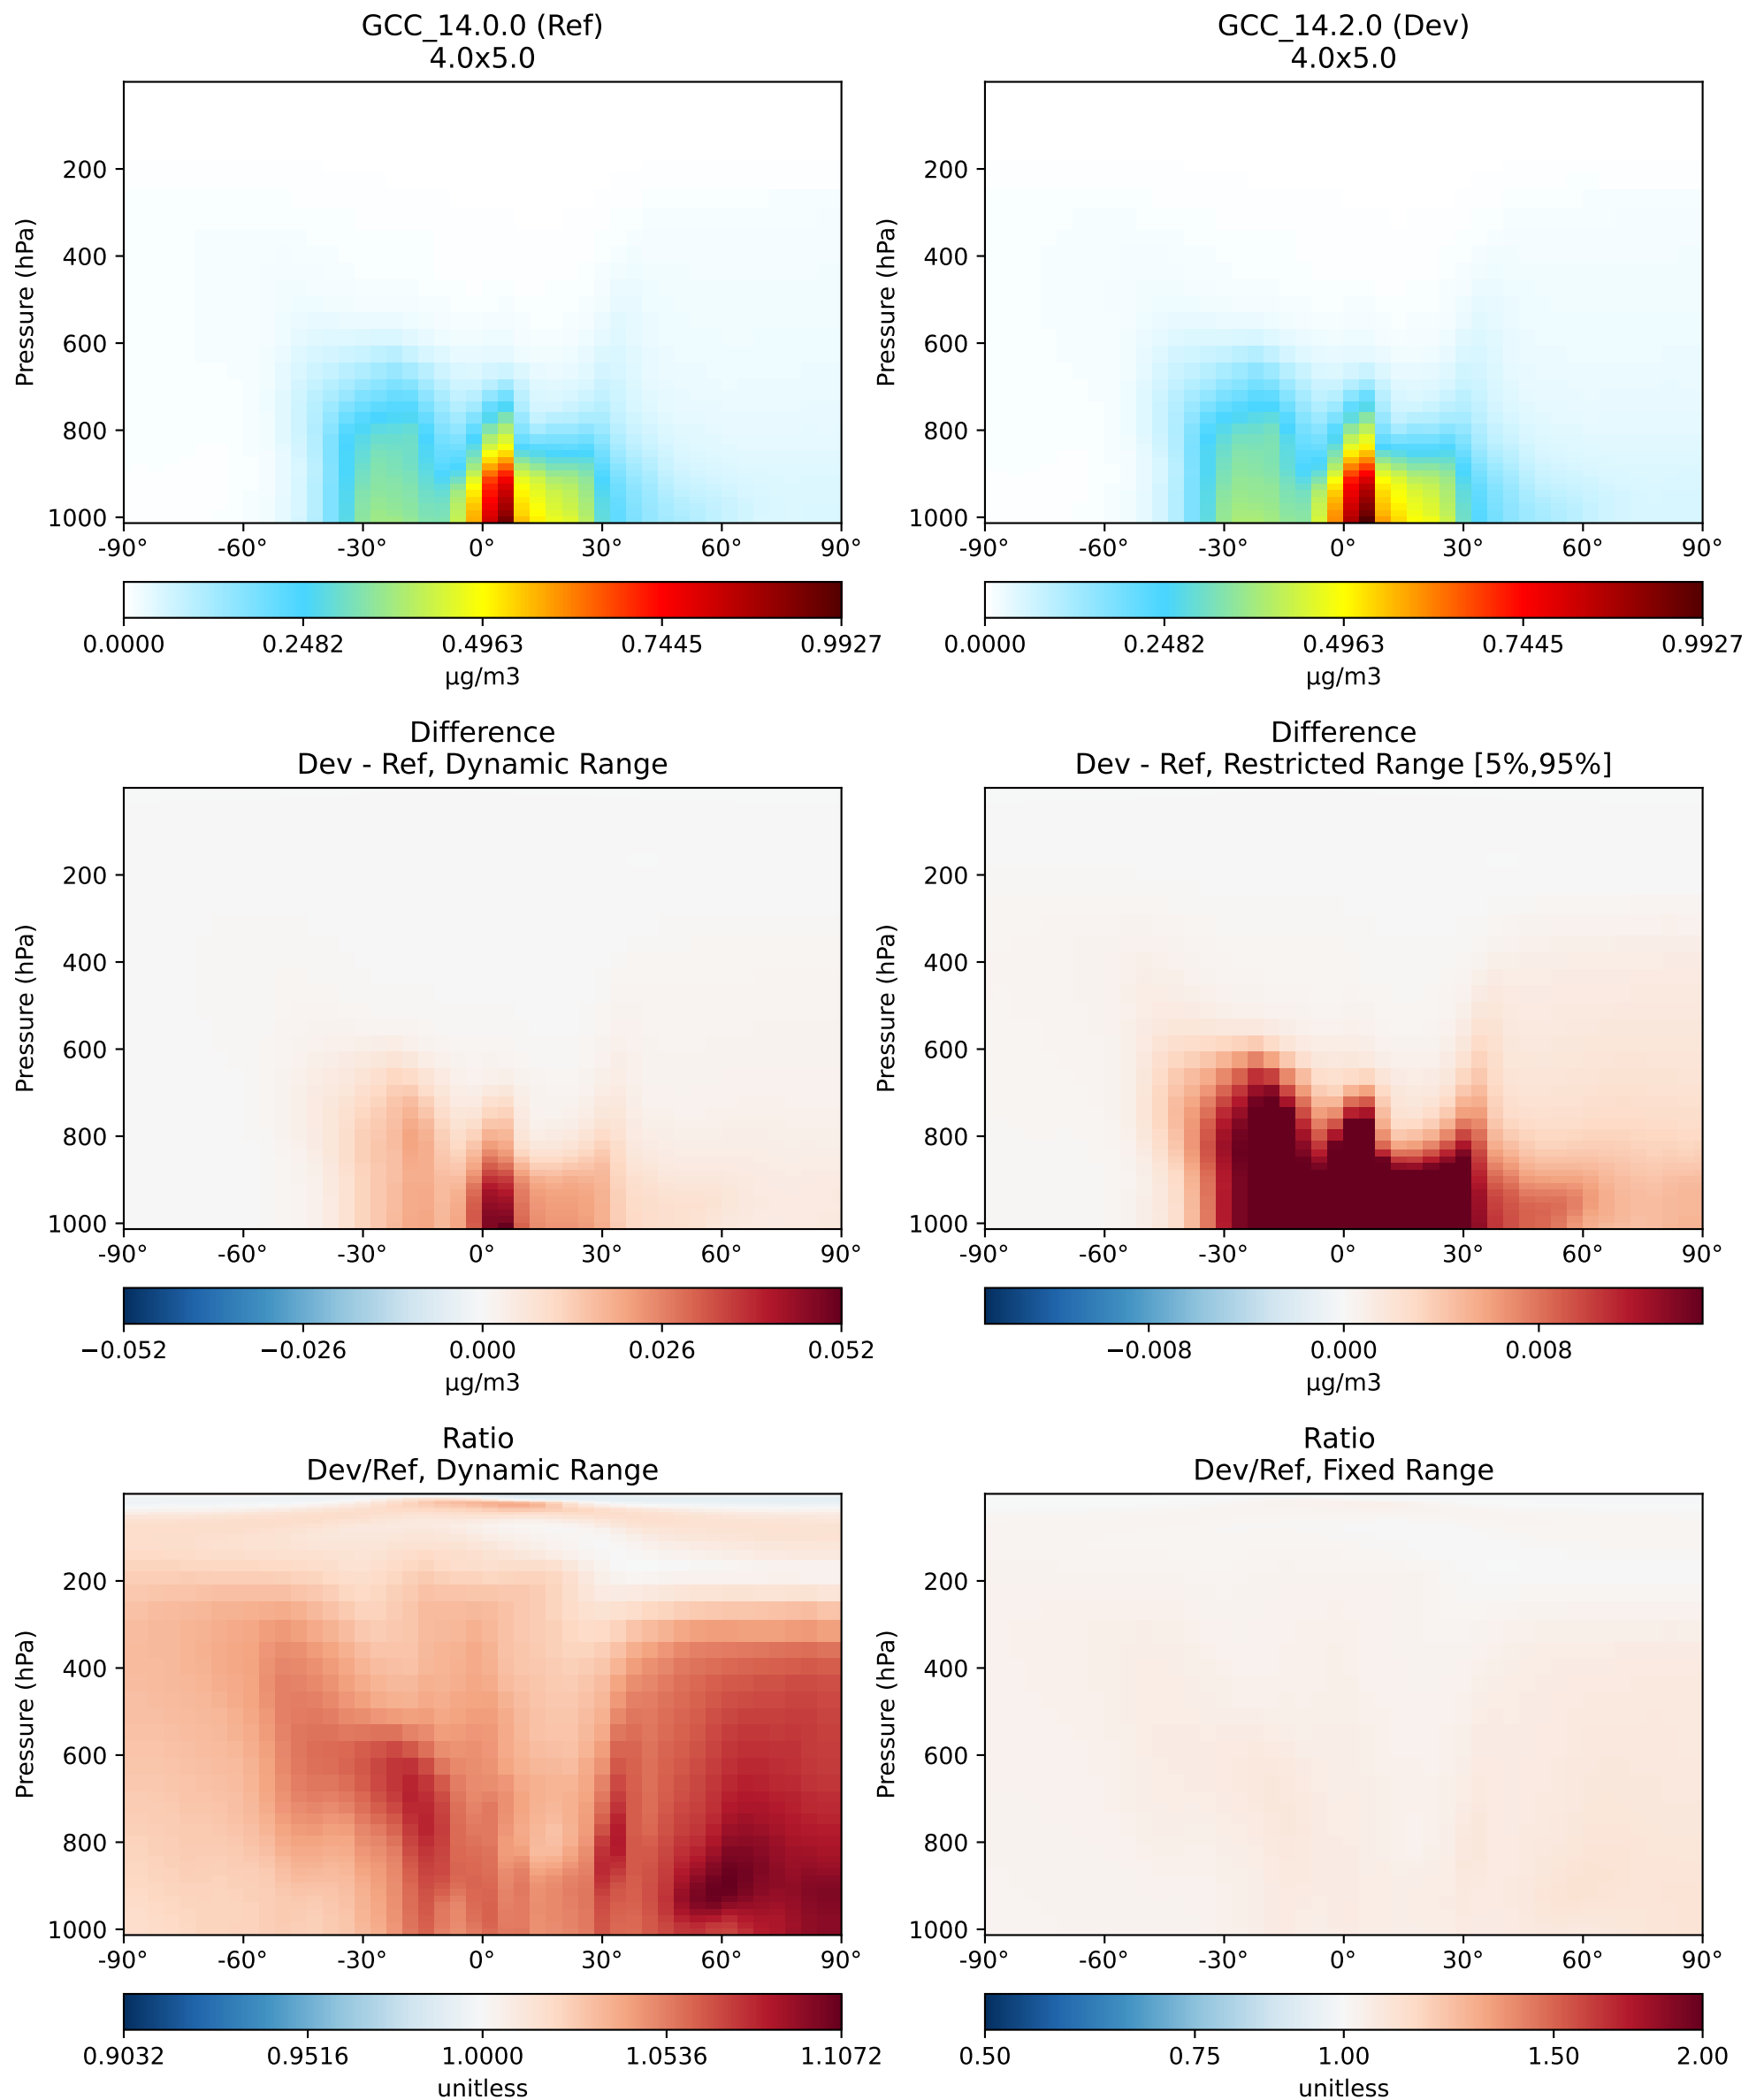 GCC_14.0.0 (Ref)
4.0x5.0
GCC_14.2.0 (Dev)
4.0x5.0
Pressure (hPa)
200
400
600
800
1000
-90° -60° -30° 0° 30° 60° 90°
0.0000 0.2482 0.4963 0.7445 0.9927
µg/m3
Pressure (hPa)
200
400
600
800
1000
-90° -60° -30° 0° 30° 60° 90°
0.0000 0.2482 0.4963 0.7445 0.9927
µg/m3
Difference
Dev - Ref, Dynamic Range
Pressure (hPa)
200
400
600
800
1000
-90° -60° -30° 0° 30° 60° 90°
−0.052 −0.026 0.000 0.026 0.052
µg/m3
Difference
Dev - Ref, Restricted Range [5%,95%]
Pressure (hPa)
200
400
600
800
1000
-90° -60° -30° 0° 30° 60° 90°
−0.008 0.000 0.008
µg/m3
Ratio
Dev/Ref, Dynamic Range
Pressure (hPa)
200
400
600
800
1000
-90° -60° -30° 0° 30° 60° 90°
0.9032 0.9516 1.0000 1.0536 1.1072
unitless
Ratio
Dev/Ref, Fixed Range
Pressure (hPa)
200
400
600
800
1000
-90° -60° -30° 0° 30° 60° 90°
0.50 0.75 1.00 1.50 2.00
unitless